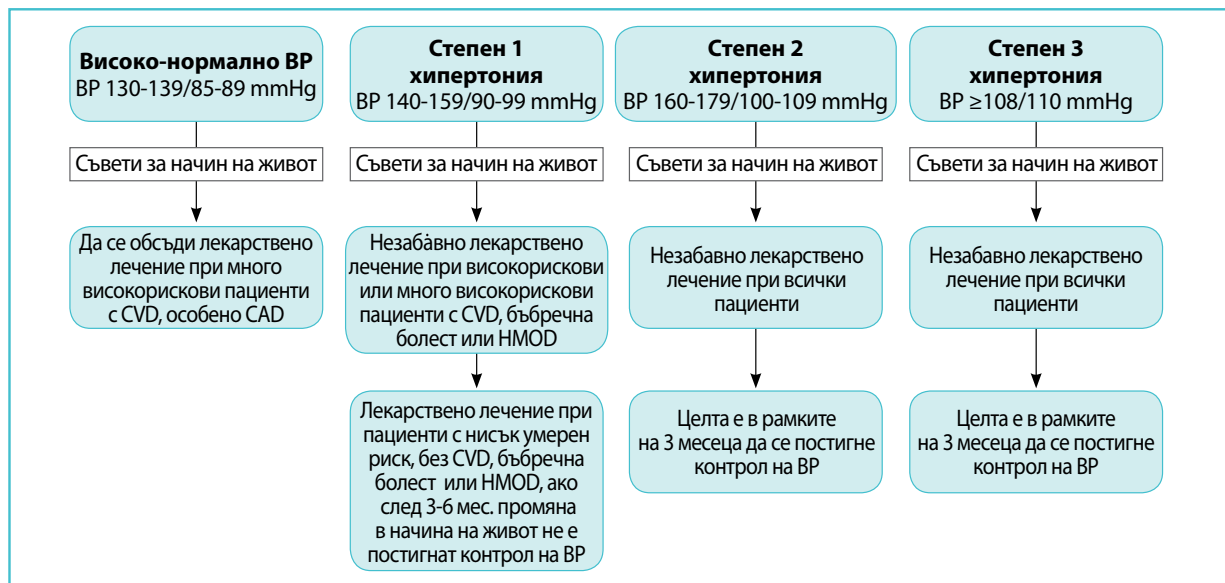 Високо-нормално BP
BP 130-139/85-89 mmHg
Съвети за начин на живот
Да се обсъди лекарствено
лечение при много
високорискови пациенти
с CVD, особено CAD
Степен 1
хипертония
BP 140-159/90-99 mmHg
Съвети за начин на живот
Незабавно лекарствено
лечение при високорискови
или много високорискови
пациенти с CVD, бъбречна
болест или HMOD
Лекарствено лечение при
пациенти с нисък умерен
риск, без CVD, бъбречна
болест или HMOD, ако
след 3-6 мес. промяна
в начина на живот не е
постигнат контрол на BP
Степен 2
хипертония
BP 160-179/100-109 mmHg
Съвети за начин на живот
Незабавно лекарствено
лечение при всички
пациенти
Целта е в рамките
на 3 месеца да се постигне
контрол на BP
Степен 3
хипертония
BP ≥108/110 mmHg
Съвети за начин на живот
Незабавно лекарствено
лечение при всички
пациенти
Целта е в рамките
на 3 месеца да се постигне
контрол на BP